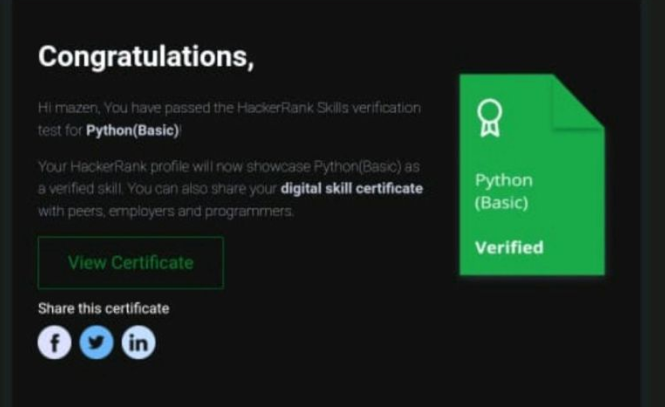 Congratulations,
Hi mazen, You have passed the HackerRank Skills verification
test for Python(Basic)!
Your HackerRank profile will now showcase Python(Basic) as
a verified skill. You can also share your digital skill certificate
with peers, employers and programmers.
View Certificate
Share this certificate
f
in
Python
(Basic)
Verified